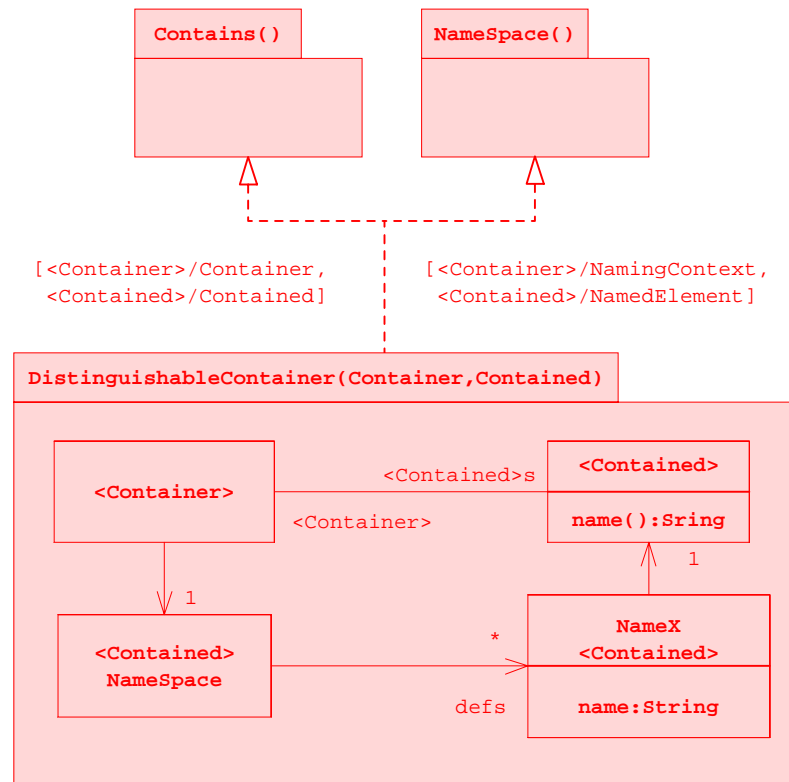 Contains()
NameSpace()
[<Container>/Container,
<Contained>/Contained]
[<Container>/NamingContext,
<Contained>/NamedElement]
DistinguishableContainer(Container,Contained)
<Container>
<Contained>s
<Container>
<Contained>
name():Sring
1
1
<Contained>
NameSpace
*
defs
NameX
<Contained>
name:String